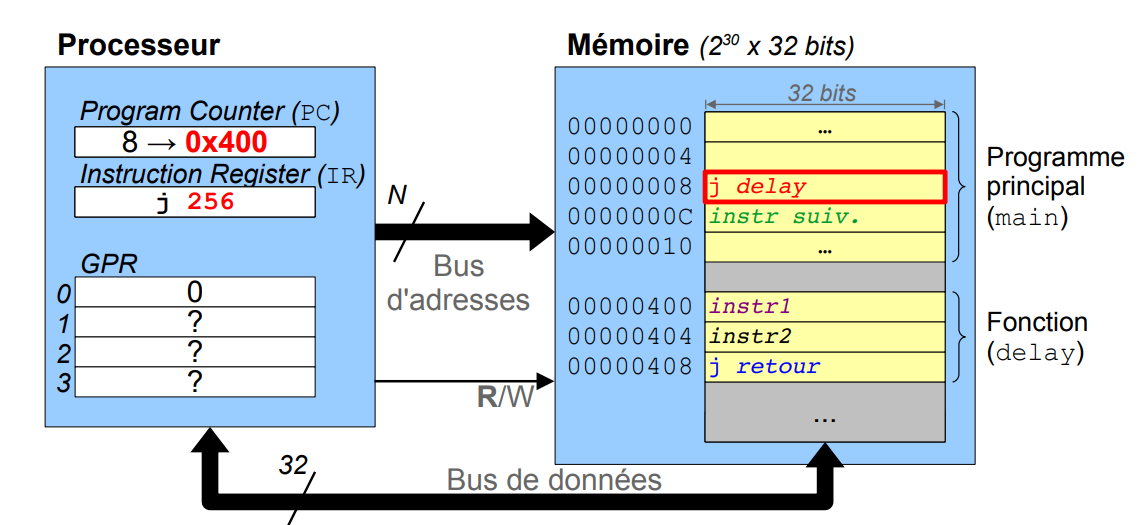 Processeur
Program Counter (PC)
8 → 0x400
Instruction Register (IR)
j 256
GPR
0 0
1 ?
2 ?
3 ?
N
Bus
d'adresses
R/W
32
Bus de données
Mémoire (2³⁰ x 32 bits)
32 bits
00000000 …
00000004
00000008 j delay
0000000C instr suiv.
00000010 …
Programme
principal
(main)
00000400 instr1
00000404 instr2
00000408 j retour
…
Fonction
(delay)